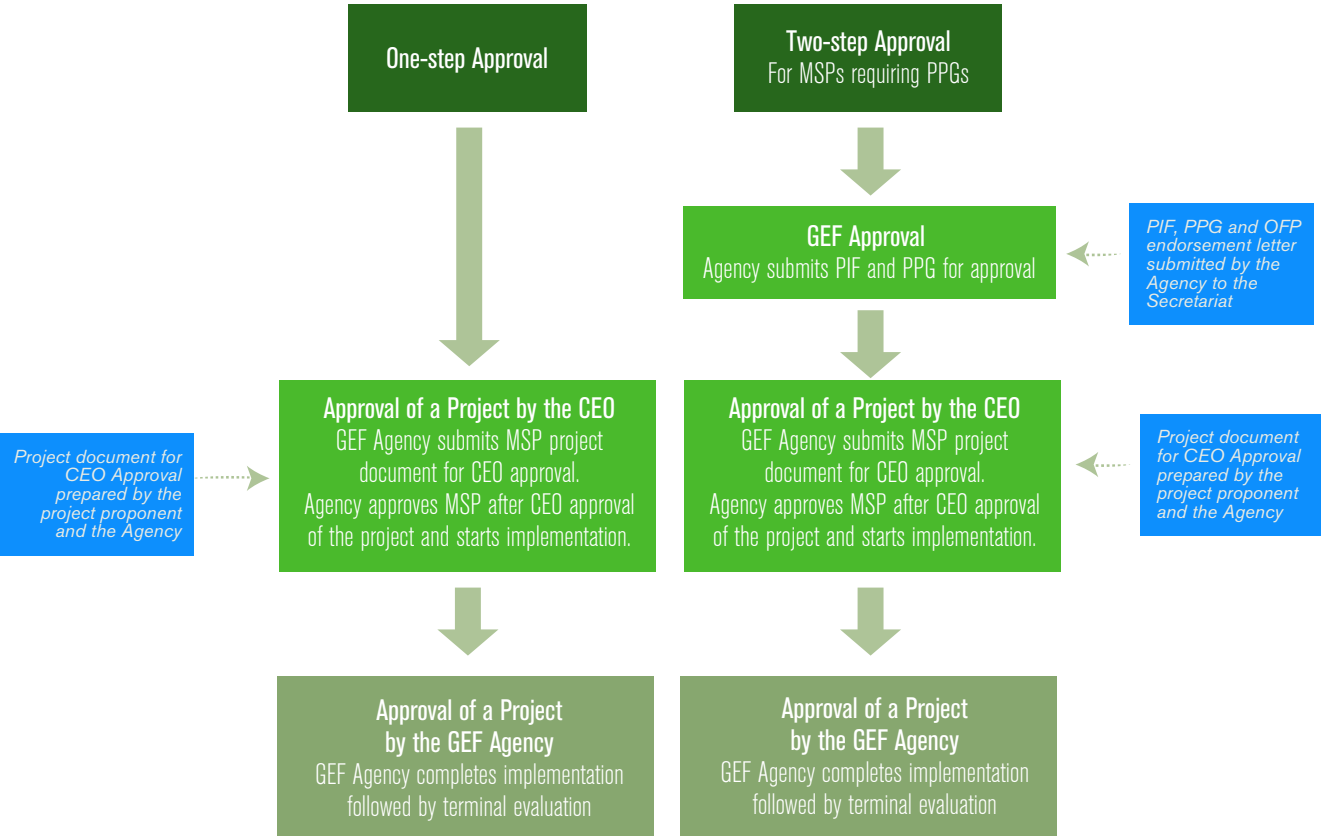 One-step Approval
Two-step Approval
For MSPs requiring PPGs
GEF Approval
Agency submits PIF and PPG for approval
PIF, PPG and OFP
endorsement letter
submitted by the
Agency to the
Secretariat
Project document for
CEO Approval
prepared by the
project proponent
and the Agency
Approval of a Project by the CEO
GEF Agency submits MSP project
document for CEO approval.
Agency approves MSP after CEO approval
of the project and starts implementation.
Approval of a Project by the CEO
GEF Agency submits MSP project
document for CEO approval.
Agency approves MSP after CEO approval
of the project and starts implementation.
Project document
for CEO Approval
prepared by the
project proponent
and the Agency
Approval of a Project
by the GEF Agency
GEF Agency completes implementation
followed by terminal evaluation
Approval of a Project
by the GEF Agency
GEF Agency completes implementation
followed by terminal evaluation